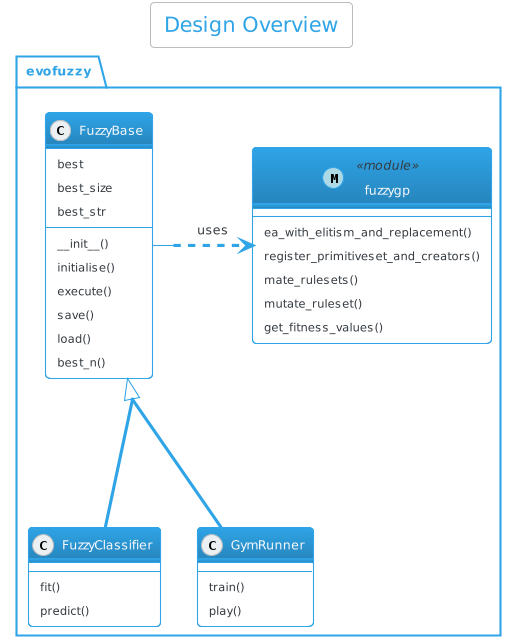 Design Overview
evofuzzy
C FuzzyBase
best
best_size
best_str
__init__()
initialise()
execute()
save()
load()
best_n()
uses
«module»
M fuzzygp
ea_with_elitism_and_replacement()
register_primitiveset_and_creators()
mate_rulesets()
mutate_ruleset()
get_fitness_values()
C FuzzyClassifier
fit()
predict()
C GymRunner
train()
play()